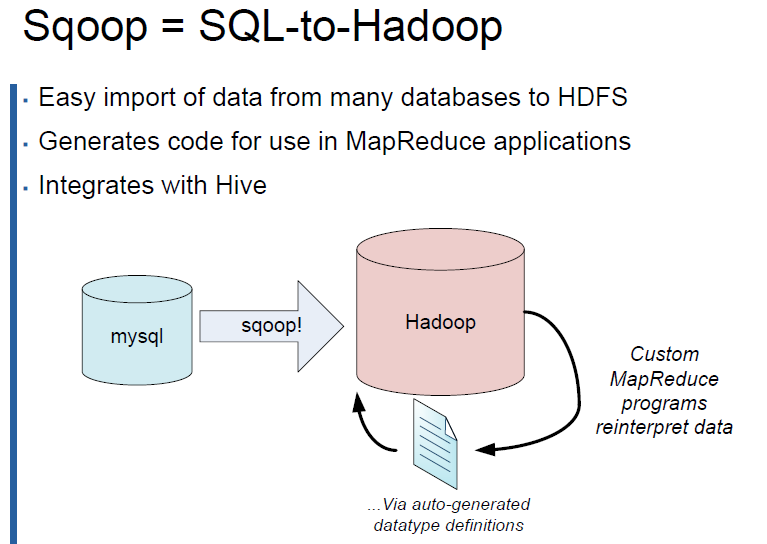 Sqoop = SQL-to-Hadoop
Easy import of data from many databases to HDFS
Generates code for use in MapReduce applications
Integrates with Hive
mysql
sqoop!
Hadoop
Custom
MapReduce
programs
reinterpret data
...Via auto-generated
datatype definitions